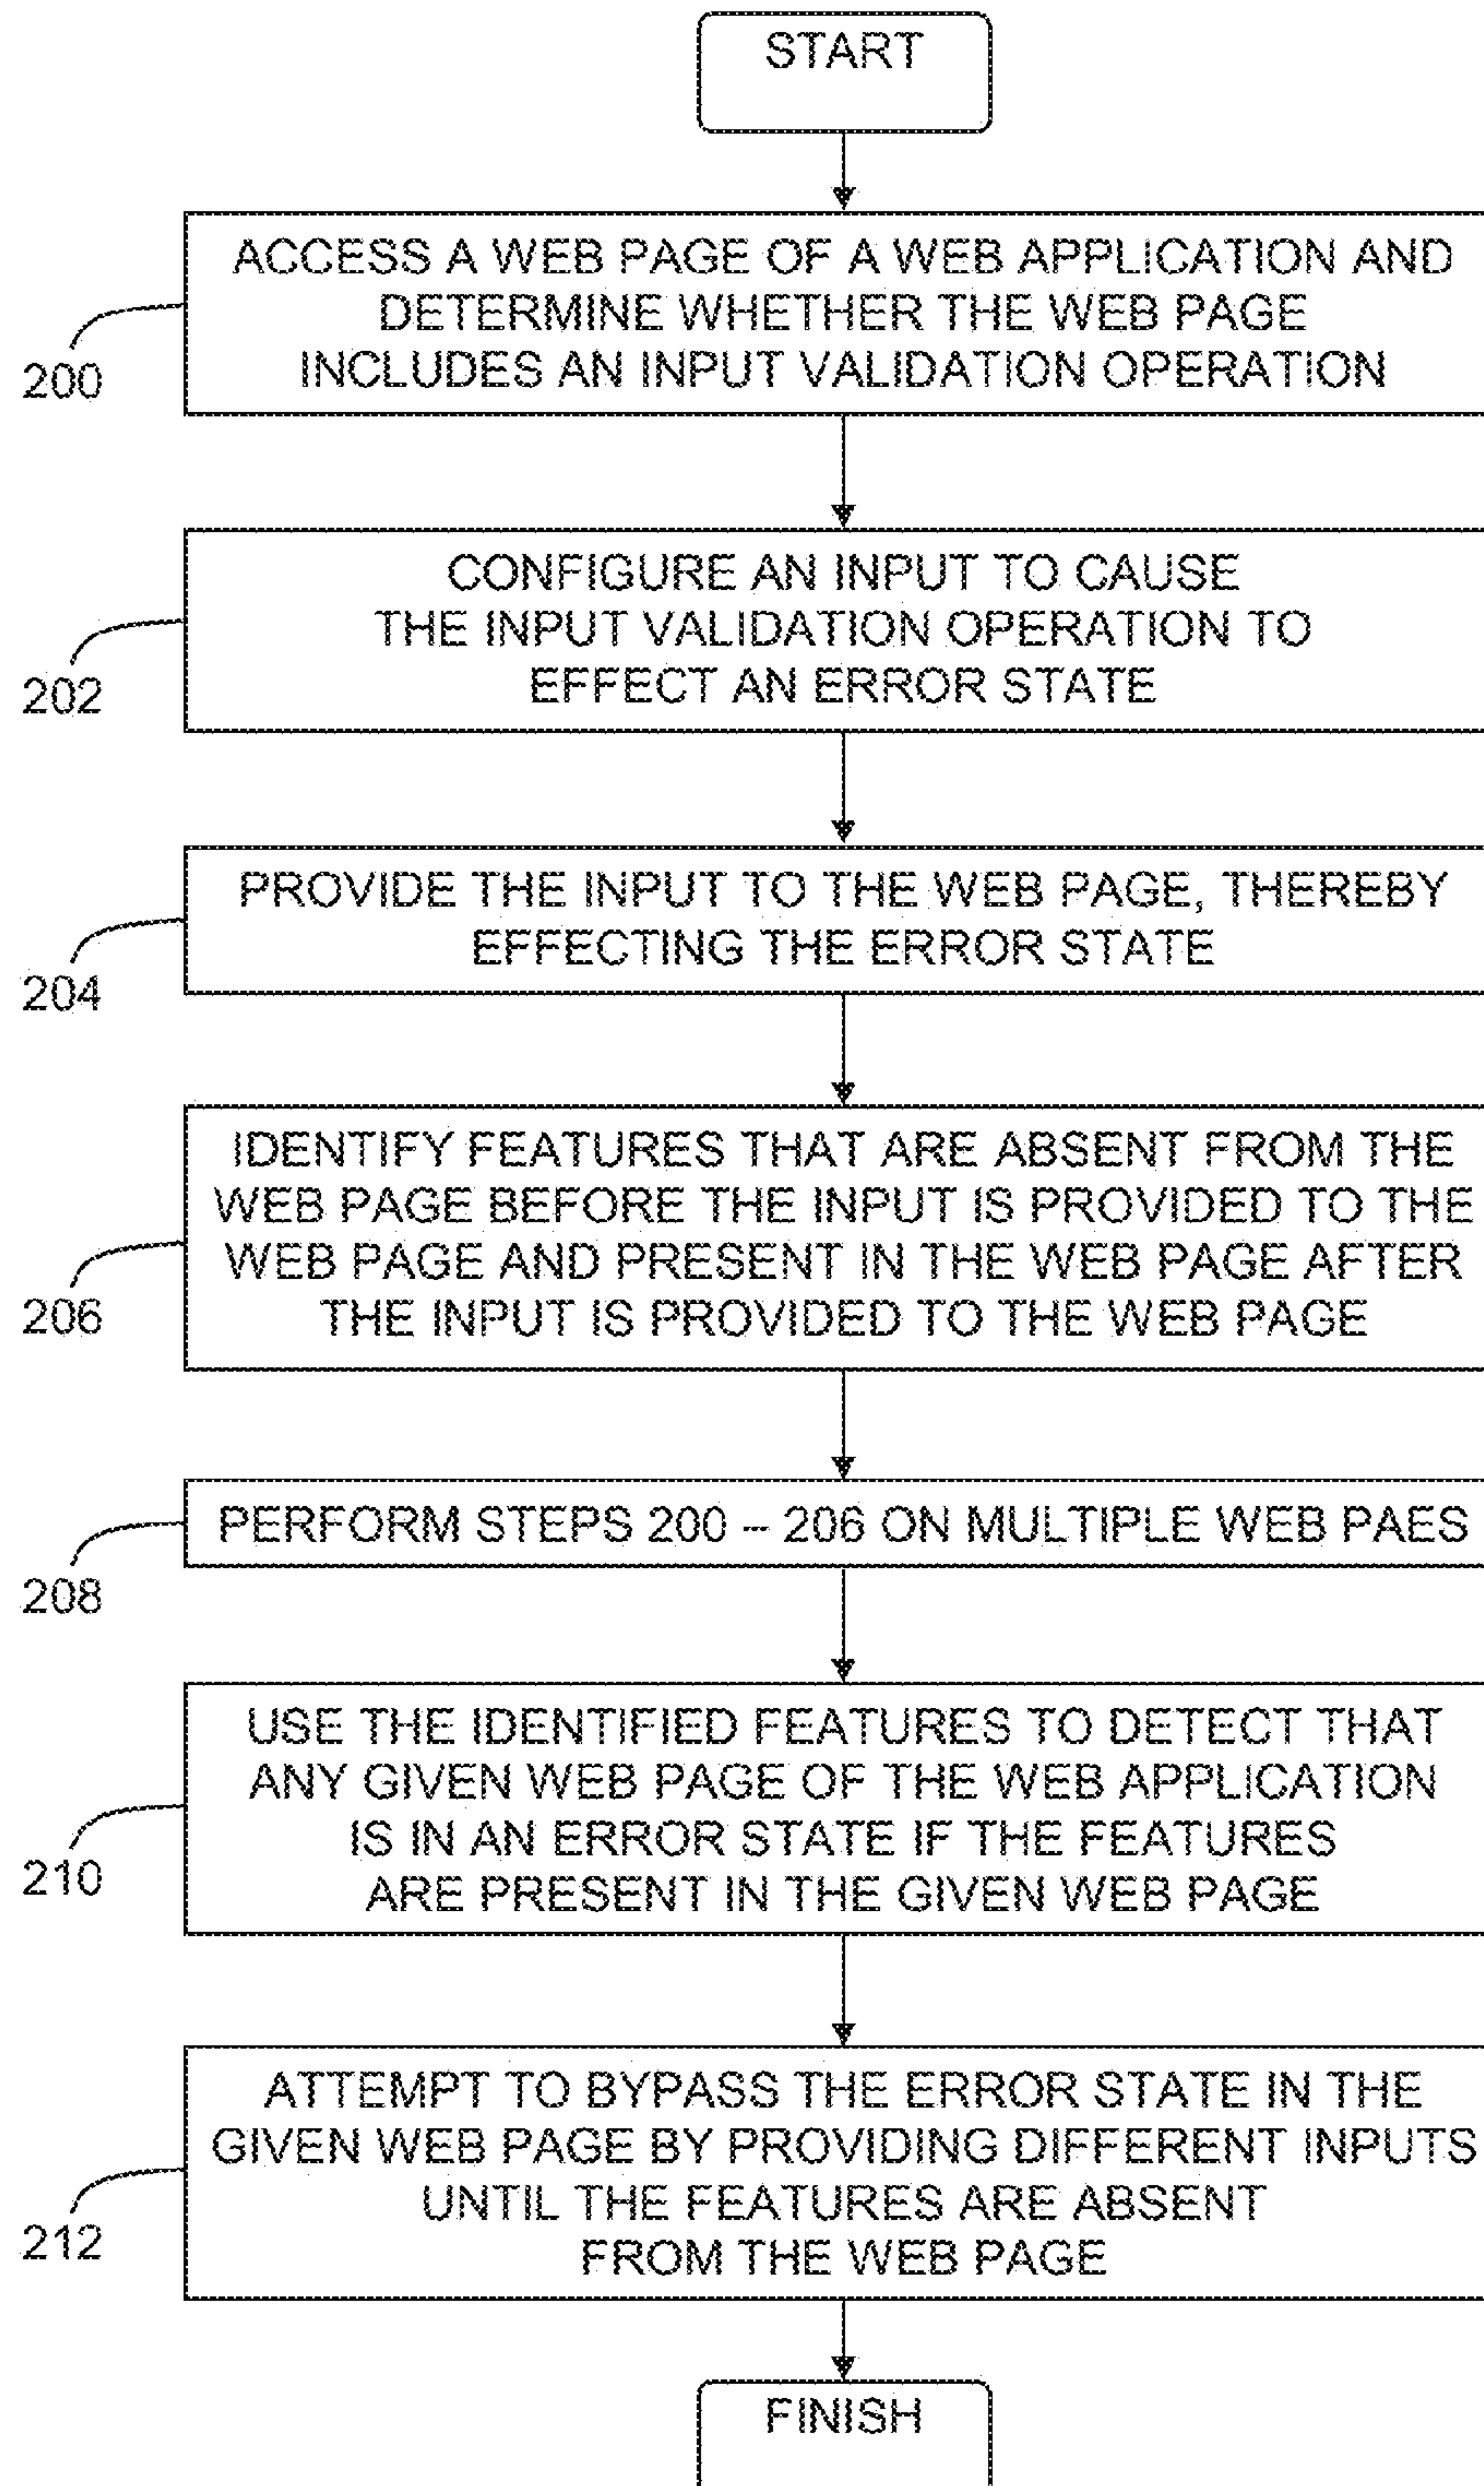 START
ACCESS A WEB PAGE OF A WEB APPLICATION AND
DETERMINE WHETHER THE WEB PAGE
INCLUDES AN INPUT VALIDATION OPERATION
200
CONFIGURE AN INPUT TO CAUSE
THE INPUT VALIDATION OPERATION TO
EFFECT AN ERROR STATE
202
PROVIDE THE INPUT TO THE WEB PAGE, THEREBY
EFFECTING THE ERROR STATE
204
IDENTIFY FEATURES THAT ARE ABSENT FROM THE
WEB PAGE BEFORE THE INPUT IS PROVIDED TO THE
WEB PAGE AND PRESENT IN THE WEB PAGE AFTER
THE INPUT IS PROVIDED TO THE WEB PAGE
206
PERFORM STEPS 200 – 206 ON MULTIPLE WEB PAES
208
USE THE IDENTIFIED FEATURES TO DETECT THAT
ANY GIVEN WEB PAGE OF THE WEB APPLICATION
IS IN AN ERROR STATE IF THE FEATURES
ARE PRESENT IN THE GIVEN WEB PAGE
210
ATTEMPT TO BYPASS THE ERROR STATE IN THE
GIVEN WEB PAGE BY PROVIDING DIFFERENT INPUTS
UNTIL THE FEATURES ARE ABSENT
FROM THE WEB PAGE
212
FINISH